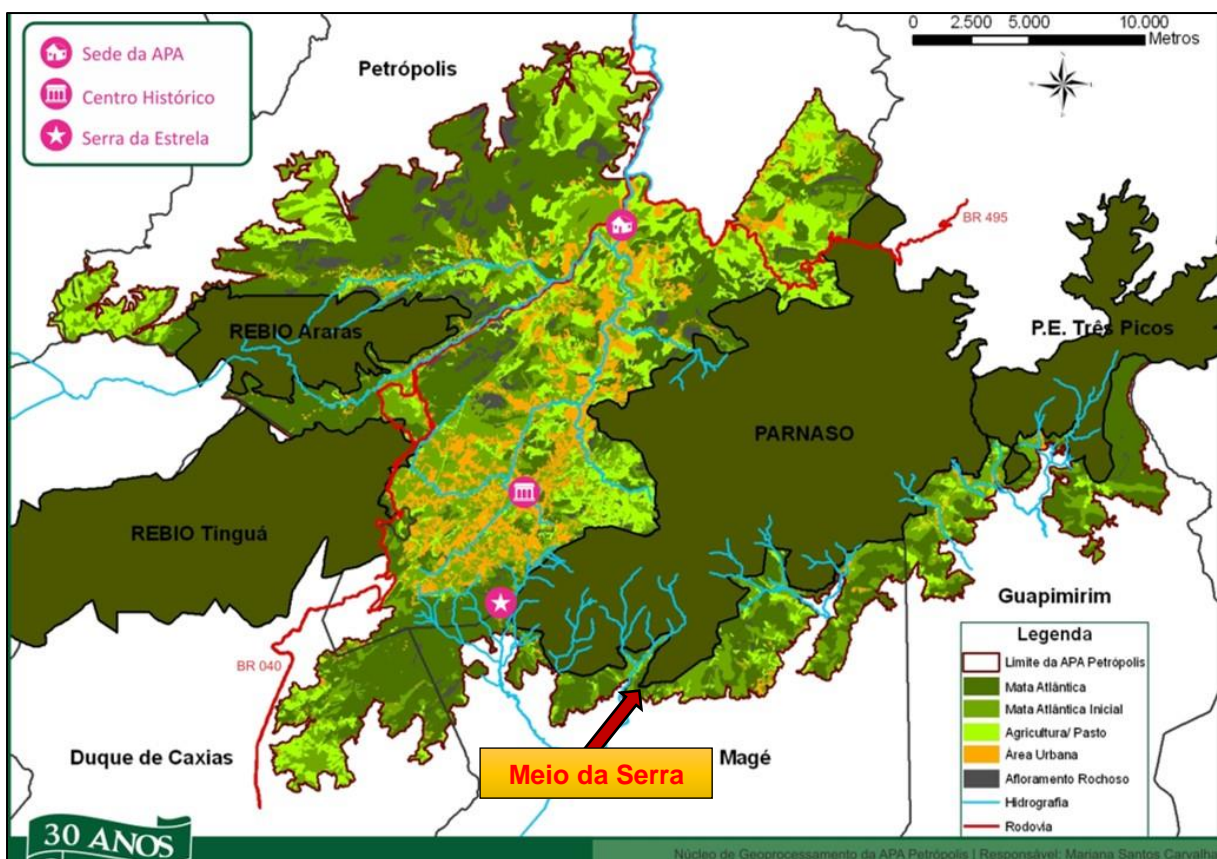 Sede da APA
Centro Histórico
Serra da Estrela
0 2.500 5.000 10.000
Metros
Petrópolis
BR 495
REBIO Araras
P.E. Três Picos
PARNASO
REBIO Tinguá
Guapimirim
BR 040
Duque de Caxias
Meio da Serra
Magé
Legenda
Limite da APA Petrópolis
Mata Atlântica
Mata Atlântica Inicial
Agricultura/ Pasto
Área Urbana
Afloramento Rochoso
Hidrografia
Rodovia
30 ANOS
Núcleo de Geoprocessamento da APA Petrópolis | Responsável: Mariana Santos Carvalho